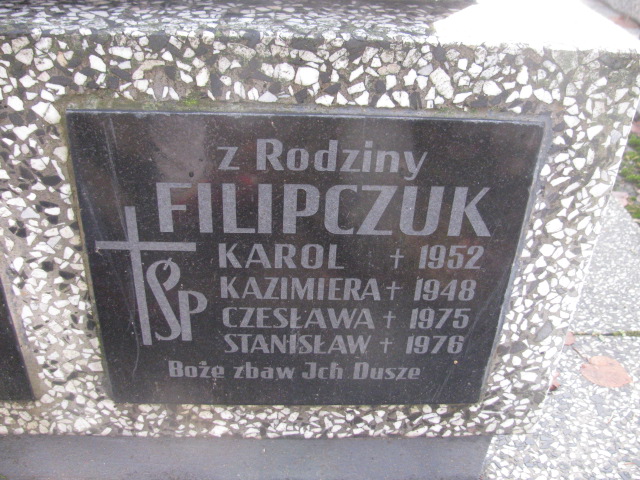 z Rodziny
FILIPCZUK
ŚP
KAROL † 1952
KAZIMIERA † 1948
CZESŁAWA † 1975
STANISŁAW † 1976
Boże zbaw Jch Dusze